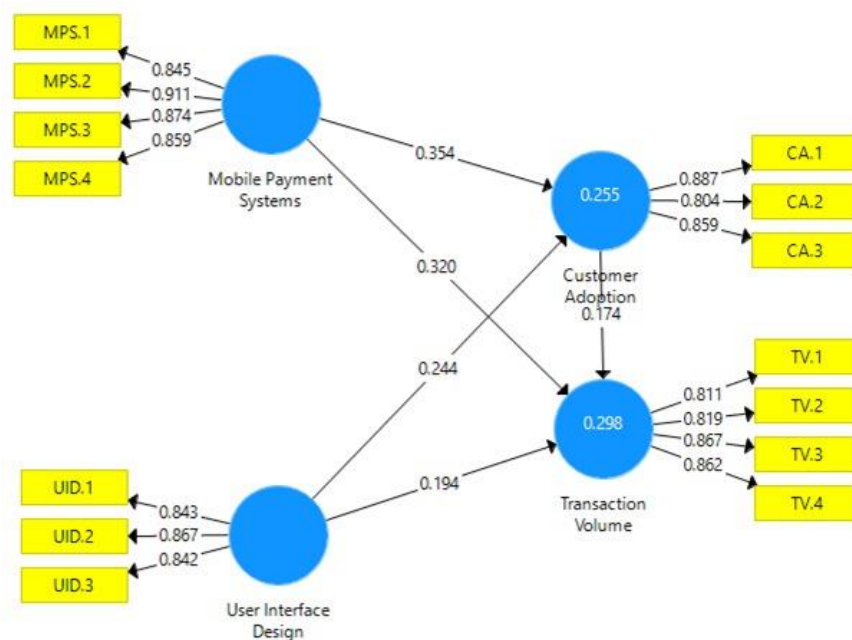 MPS.1
MPS.2
MPS.3
MPS.4
0.845
0.911
0.874
0.859
Mobile Payment
Systems
0.354
0.320
0.244
0.194
0.255
Customer
Adoption
0.174
0.887
0.804
0.859
CA.1
CA.2
CA.3
0.298
Transaction
Volume
0.811
0.819
0.867
0.862
TV.1
TV.2
TV.3
TV.4
UID.1
UID.2
UID.3
0.843
0.867
0.842
User Interface
Design